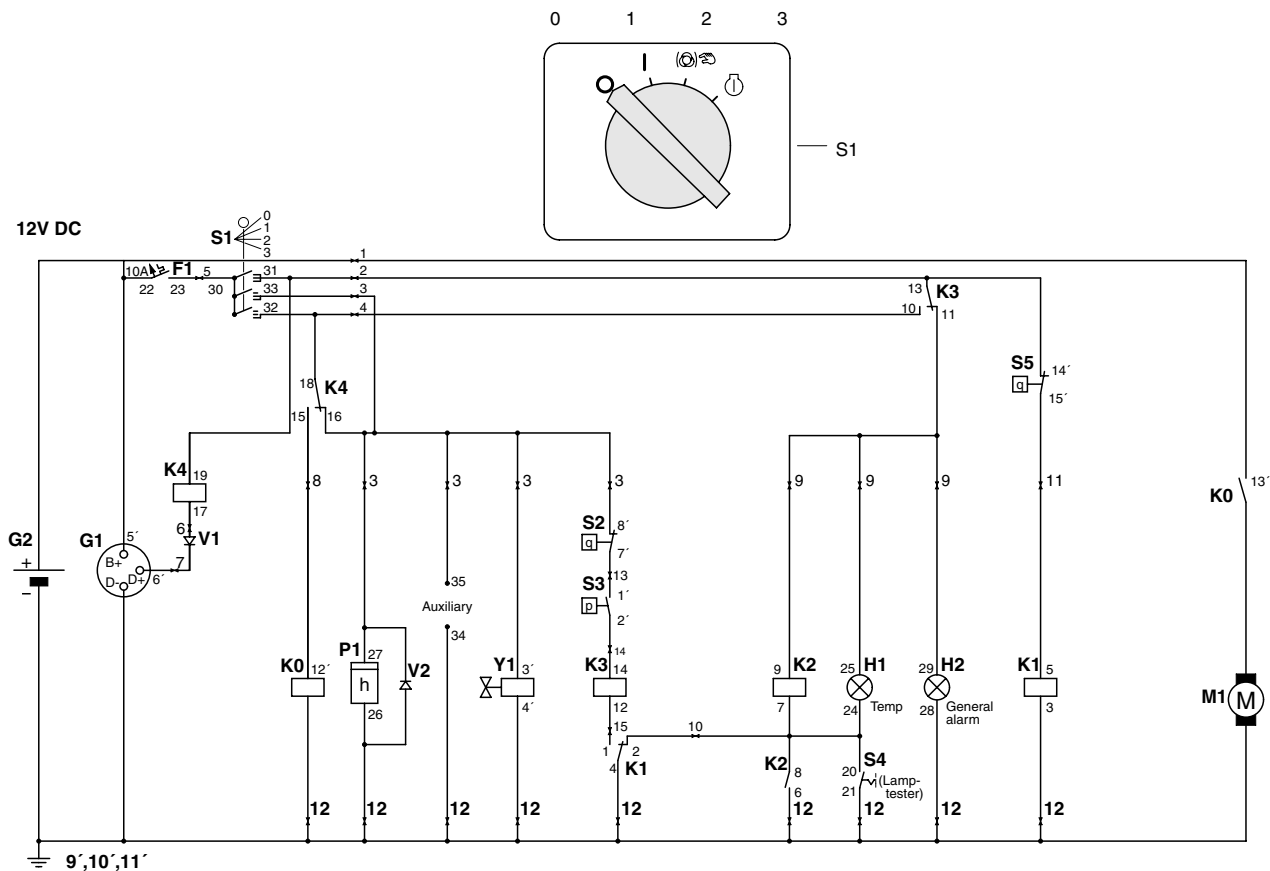 0 1 2 3
S1
12V DC
S1 0
1
2
3
1
10A F1 5 31 2
22 23 30 33 3
32 4
13 K3
10 11
S5 14´
15´
18 K4
15 16
K4 19
17
6 V1
7
8 3 3 3 3 9 9 9 11
K0 13´
G2
+
–
G1 5´
B+
D- D+ 6´
S2 8´
q 7´
13
S3 1´
p 2´
14
35
Auxiliary
34
K0 12´
P1 27
h
26
V2
Y1 3´
4´
K3 14
12
15
1 2
4 K1
10
9 K2
7
25 H1
24 Temp
29 H2
28 General
alarm
K1 5
3
M1 M
K2 8
6
S4
20 (Lamp-
21 tester)
12 12 12 12 12 12 12 12 12
q
9´,10´,11´